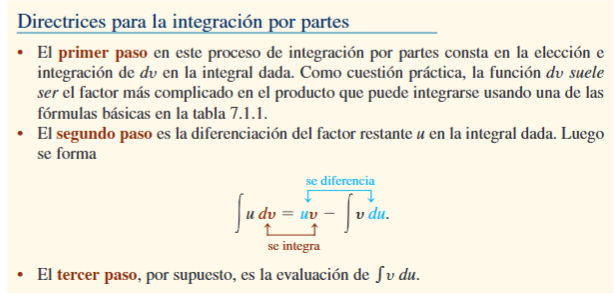 Directrices para la integración por partes
• El primer paso en este proceso de integración por partes consta en la elección e
integración de dv en la integral dada. Como cuestión práctica, la función dv suele
ser el factor más complicado en el producto que puede integrarse usando una de las
fórmulas básicas en la tabla 7.1.1.
• El segundo paso es la diferenciación del factor restante u en la integral dada. Luego
se forma
se diferencia
∫ u dv = uv − ∫ v du.
se integra
• El tercer paso, por supuesto, es la evaluación de ∫v du.